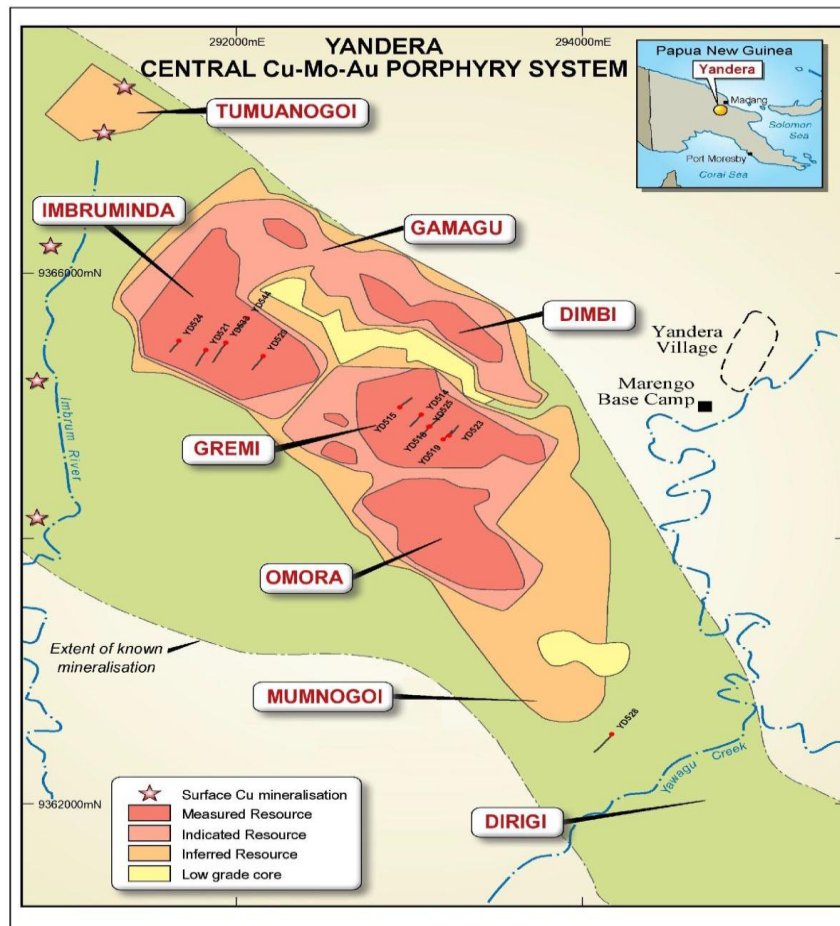 292000mE
294000mE
YANDERA
CENTRAL Cu-Mo-Au PORPHYRY SYSTEM
Papua New Guinea
Yandera
Madang
Solomon
Sea
Port Moresby
Coral Sea
TUMUANOGOI
IMBRUMINDA
GAMAGU
9366000mN
DIMBI
YD524
YD521
YD544
YD529
Yandera
Village
Marengo
Base Camp
YD514
YD525
YD515
YD523
YD519
GREMI
Imbrum River
OMORA
Extent of known
mineralisation
MUMNOGOI
YD528
Yawagu Creek
9362000mN
DIRIGI
Surface Cu mineralisation
Measured Resource
Indicated Resource
Inferred Resource
Low grade core